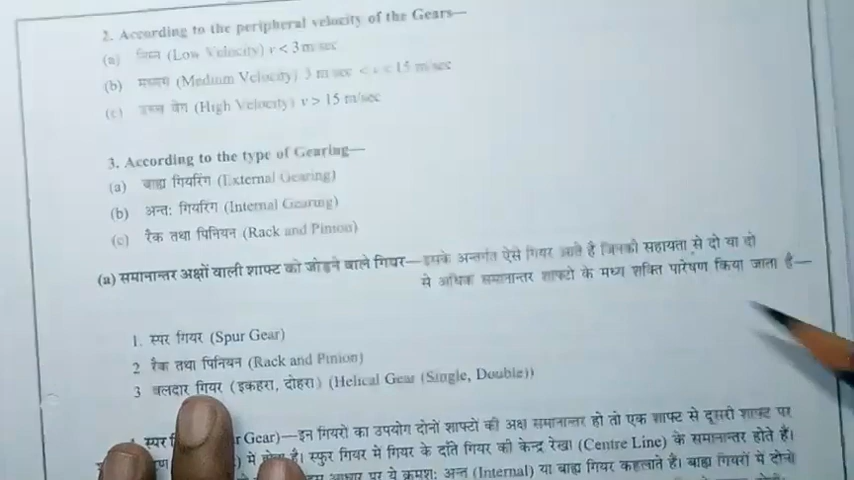 2. According to the peripheral velocity of the Gears—
(a) निम्न (Low Velocity) v < 3 m/sec
(b) मध्यम (Medium Velocity) 3 m/sec < v < 15 m/sec
(c) उच्च वेग (High Velocity) v > 15 m/sec
3. According to the type of Gearing—
(a) बाह्य गियरिंग (External Gearing)
(b) अन्तः गियरिंग (Internal Gearing)
(c) रैक तथा पिनियन (Rack and Pinion)
(a) समानान्तर अक्षों वाली शाफ्ट को जोड़ने वाले गियर—इसके अन्तर्गत ऐसे गियर आते है जिनकी सहायता से दो या दो
से अधिक समानान्तर शाफ्टो के मध्य शक्ति पारेषण किया जाता है—
1. स्पर गियर (Spur Gear)
2 रैक तथा पिनियन (Rack and Pinion)
3 बलदार गियर (इकहरा, दोहरा) (Helical Gear (Single, Double))
स्पर Gear)—इन गियरो का उपयोग दोनों शाफ्टों की अक्ष समानान्तर हो तो एक शाफ्ट से दूसरी शाफ्ट पर
में होता है। स्फुर गियर में गियर के दाँते गियर की केन्द्र रेखा (Centre Line) के समानान्तर होते हैं।
आधार पर ये क्रमशः अन्त (Internal) या बाह्य गियर कहलाते हैं। बाह्य गियरों में दोनो